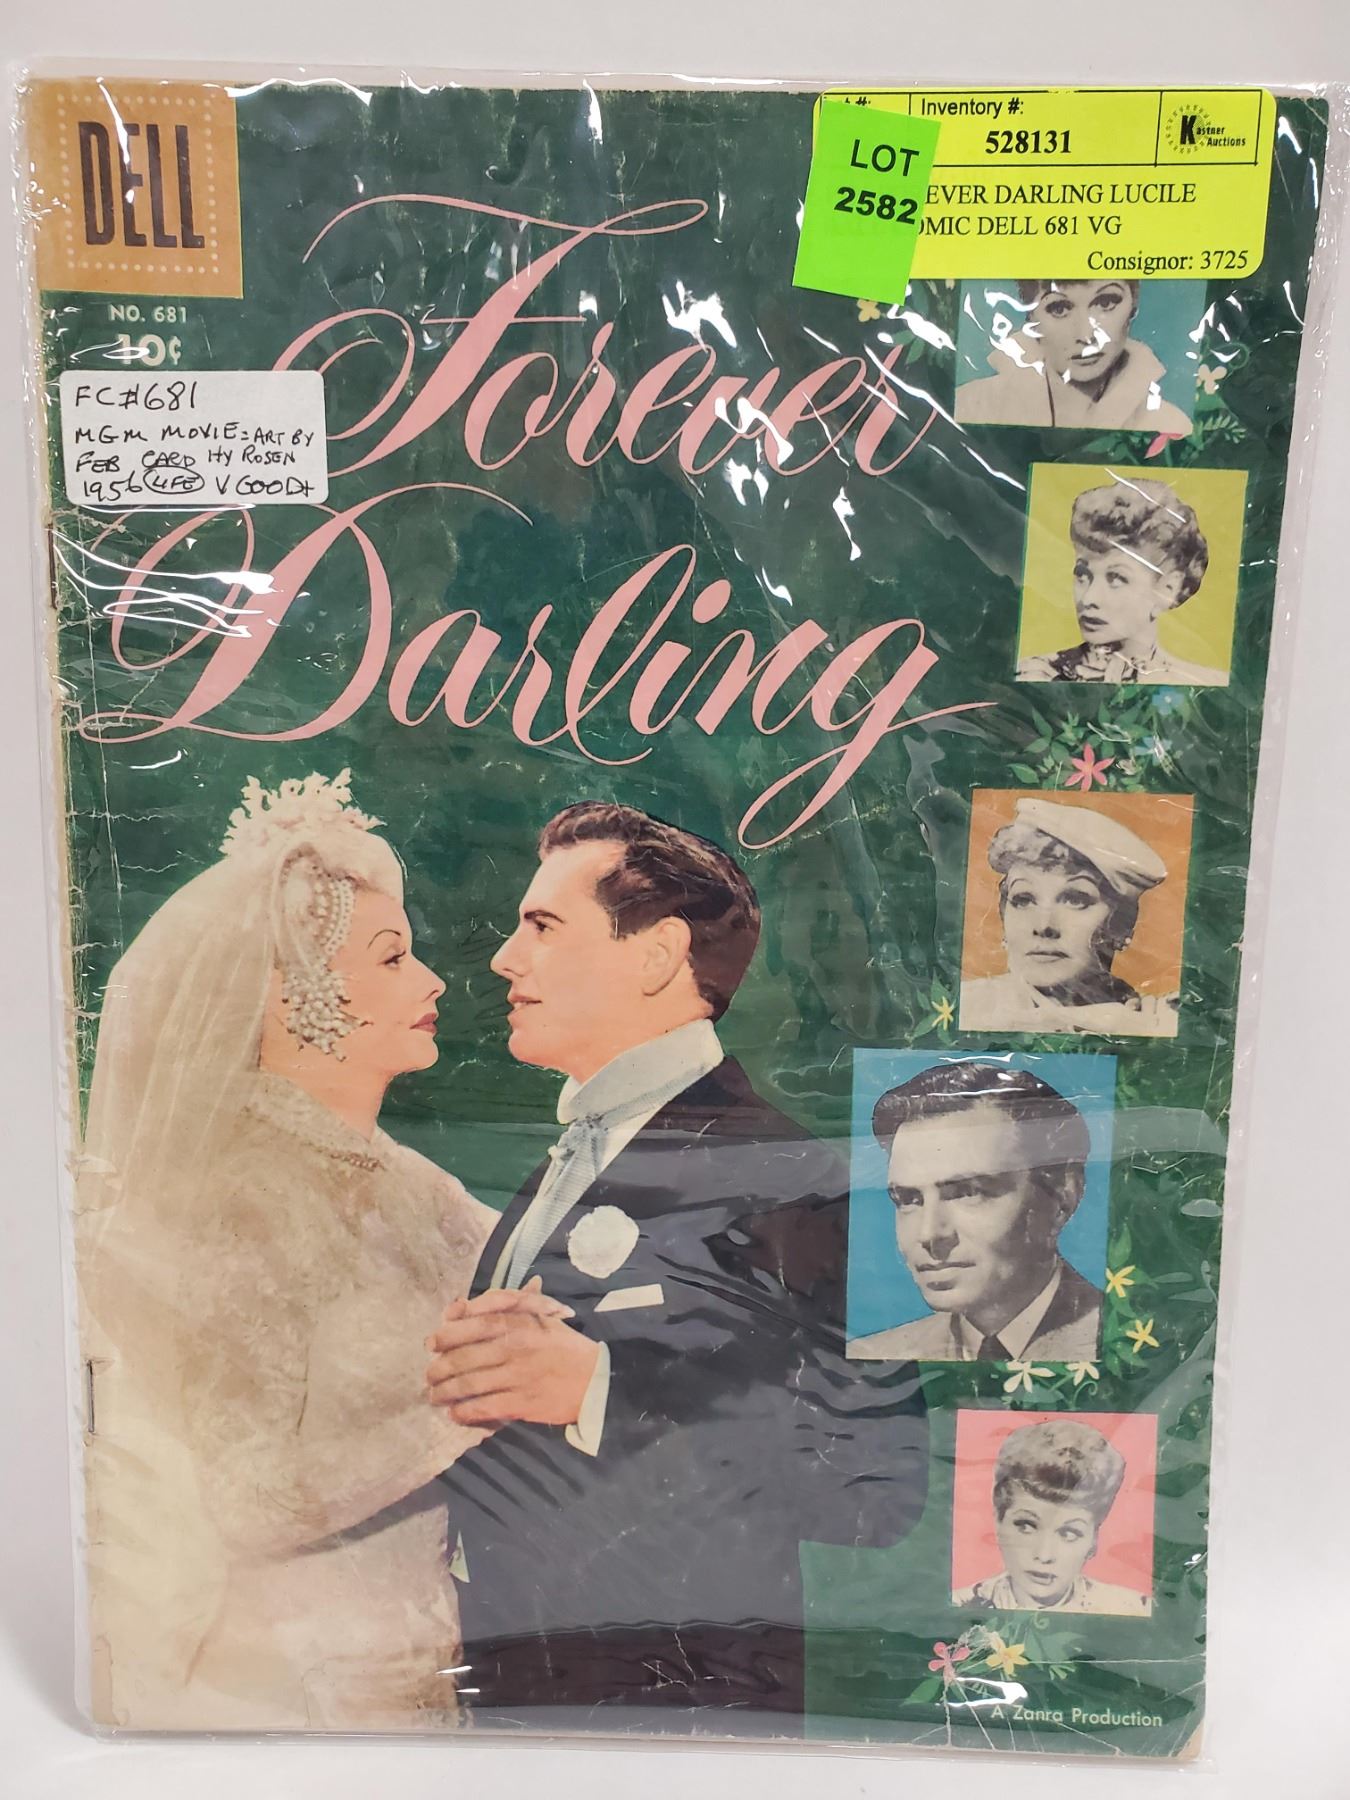 DELL
NO. 681
10¢
Inventory #:
528131
Kastner
Auctions
LOT
2582
EVER DARLING LUCILE
OMIC DELL 681 VG
Consignor: 3725
FC#681
MGM MOVIE=ART BY
FEB CARD HY ROSEN
1956 LIFE V GOOD+
Forever
Darling
A Zanra Production